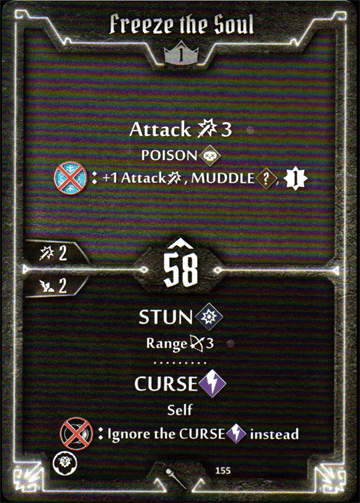 Freeze the Soul
1
Attack 3
POISON
: +1 Attack, MUDDLE ?, 1
2
58
2
STUN
Range 3
CURSE
Self
: Ignore the CURSE instead
155